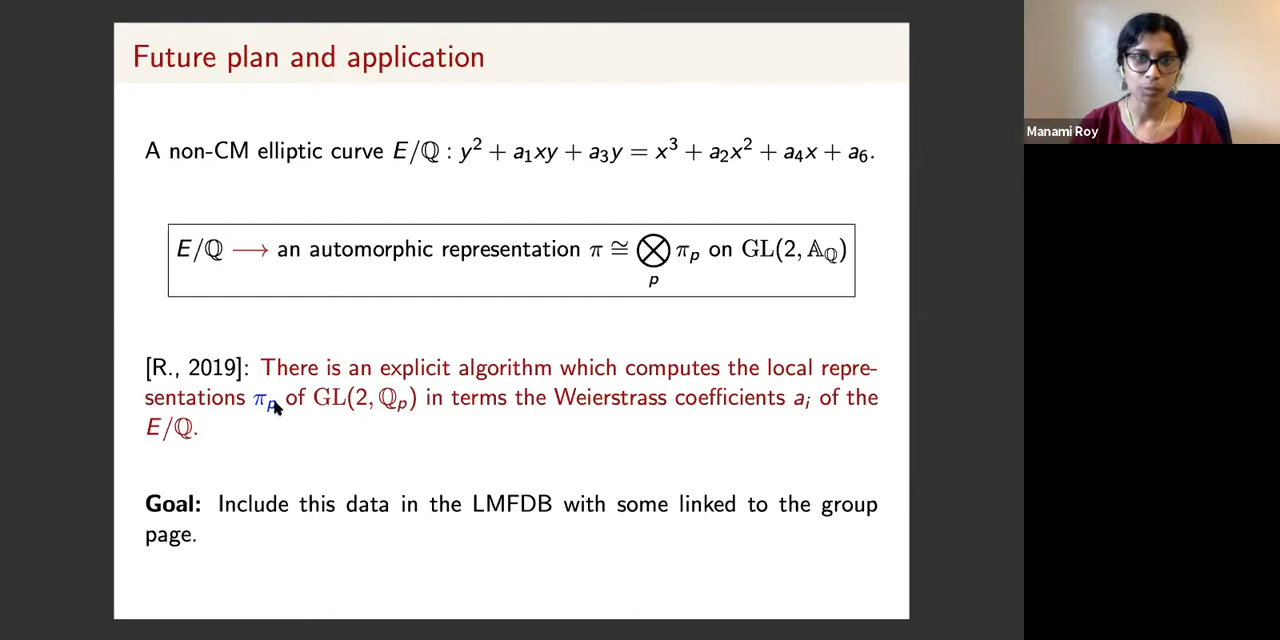 Future plan and application
A non-CM elliptic curve E/ℚ : y² + a₁xy + a₃y = x³ + a₂x² + a₄x + a₆.
E/ℚ ⟶ an automorphic representation π ≅ ⨂ πₚ on GL(2, 𝔸_ℚ)
p
[R., 2019]: There is an explicit algorithm which computes the local repre-
sentations πₚ of GL(2, ℚₚ) in terms the Weierstrass coefficients aᵢ of the
E/ℚ.
Goal: Include this data in the LMFDB with some linked to the group
page.
Manami Roy